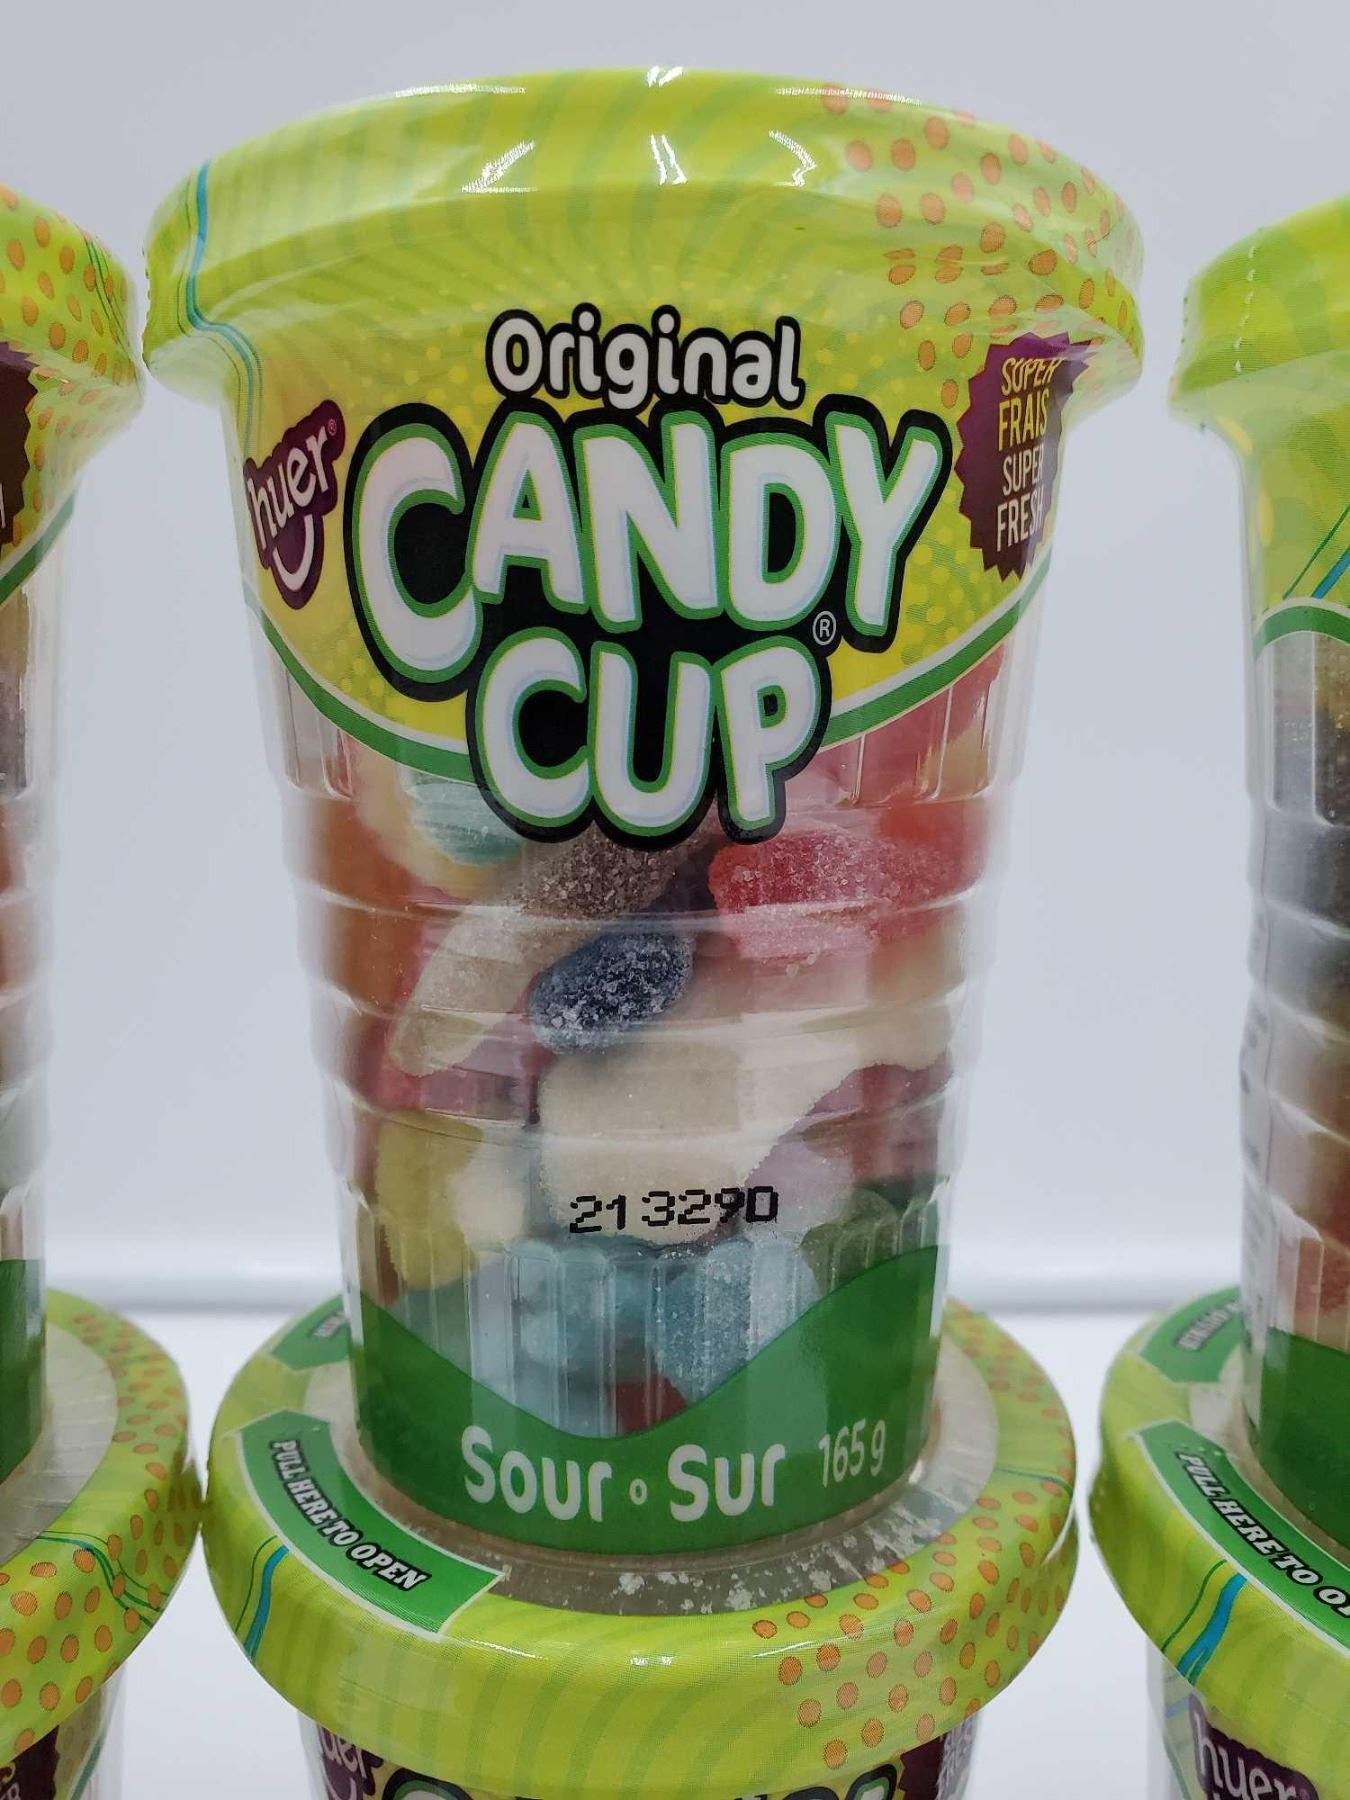 Original
huer®
CANDY
CUP®
SUPER
FRAIS
SUPER
FRESH
213290
Sour • Sur 165 g
PULL HERE TO OPEN
PULL HERE TO
huer